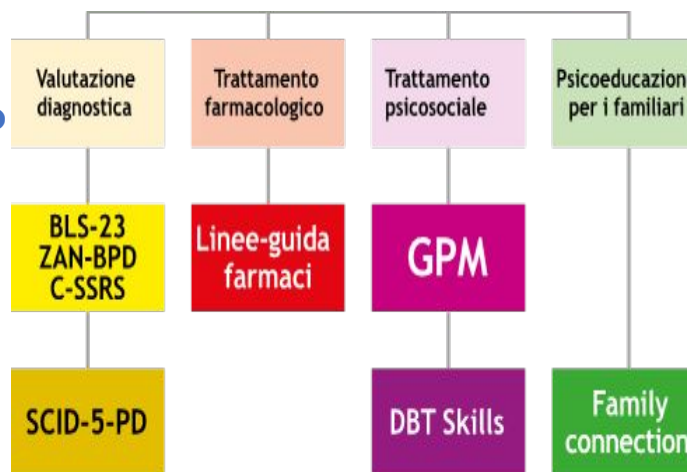 Valutazione
diagnostica
Trattamento
farmacologico
Trattamento
psicosociale
Psicoeducazion
per i familiari
BLS-23
ZAN-BPD
C-SSRS
Linee-guida
farmaci
GPM
SCID-5-PD
DBT Skills
Family
connection